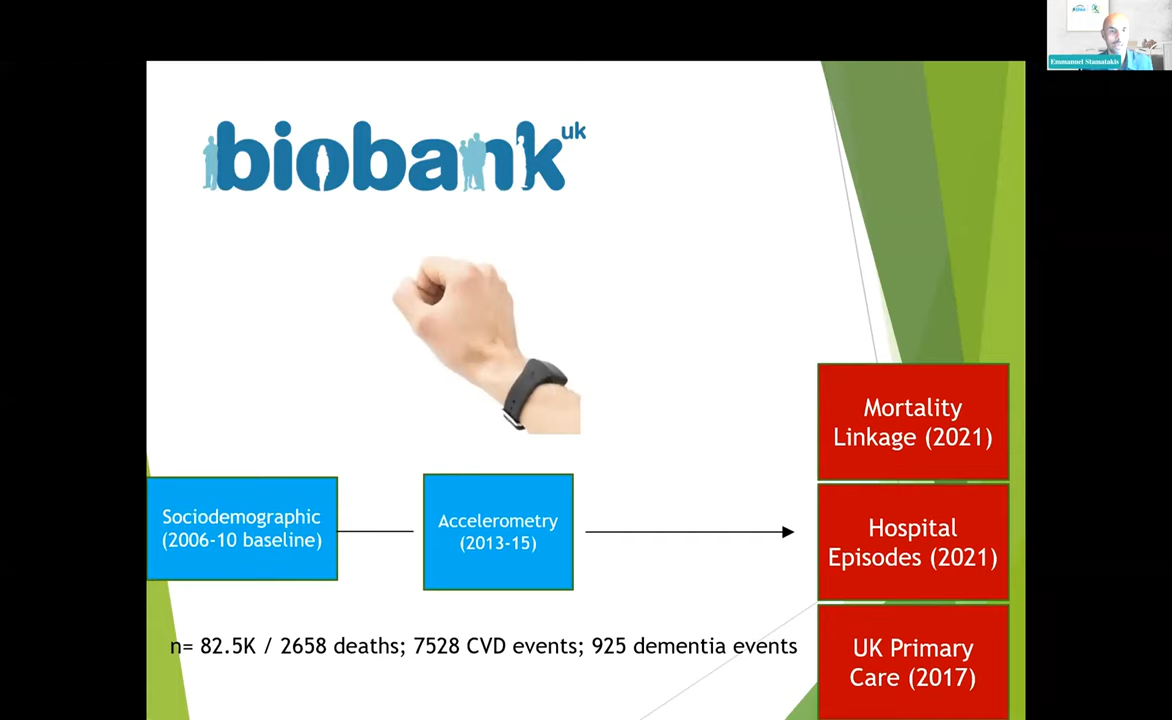 Emmanuel Stamatakis
biobank uk
Mortality
Linkage (2021)
Sociodemographic
(2006-10 baseline)
Accelerometry
(2013-15)
Hospital
Episodes (2021)
n= 82.5K / 2658 deaths; 7528 CVD events; 925 dementia events
UK Primary
Care (2017)